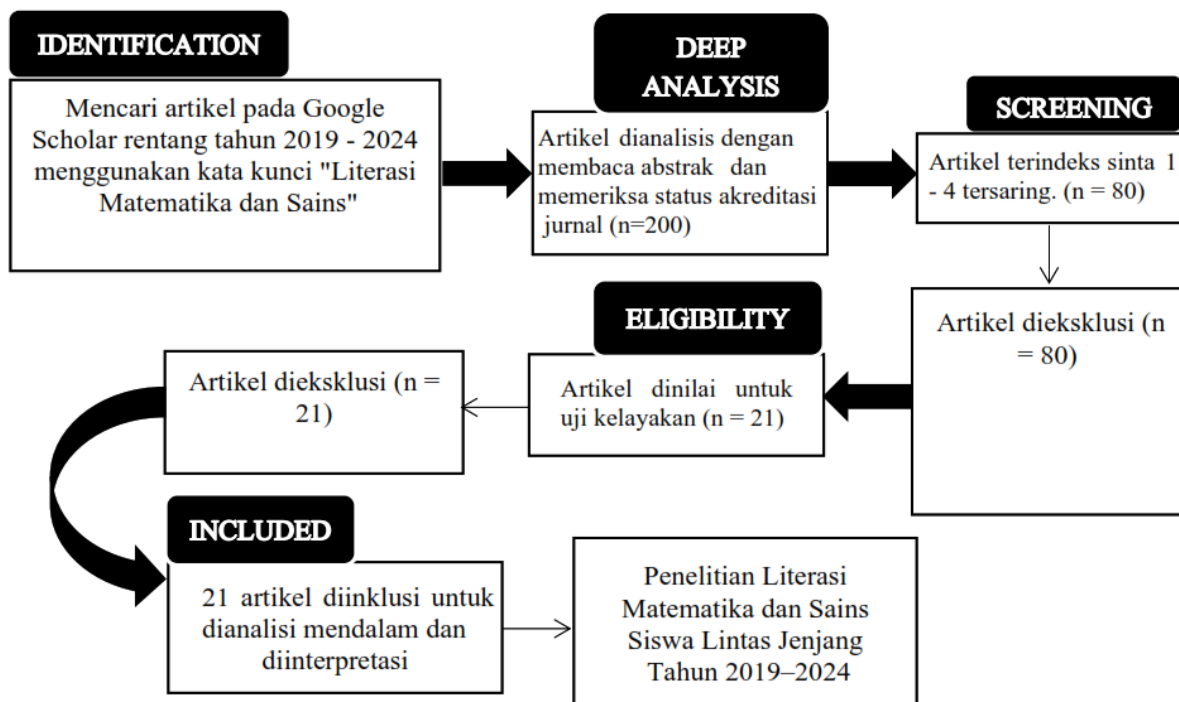 IDENTIFICATION
Mencari artikel pada Google
Scholar rentang tahun 2019 - 2024
menggunakan kata kunci "Literasi
Matematika dan Sains"
DEEP
ANALYSIS
Artikel dianalisis dengan
membaca abstrak dan
memeriksa status akreditasi
jurnal (n=200)
SCREENING
Artikel terindeks sinta 1
- 4 tersaring. (n = 80)
Artikel dieksklusi (n
= 80)
ELIGIBILITY
Artikel dinilai untuk
uji kelayakan (n = 21)
Artikel dieksklusi (n =
21)
INCLUDED
21 artikel diinklusi untuk
dianalisi mendalam dan
diinterpretasi
Penelitian Literasi
Matematika dan Sains
Siswa Lintas Jenjang
Tahun 2019–2024